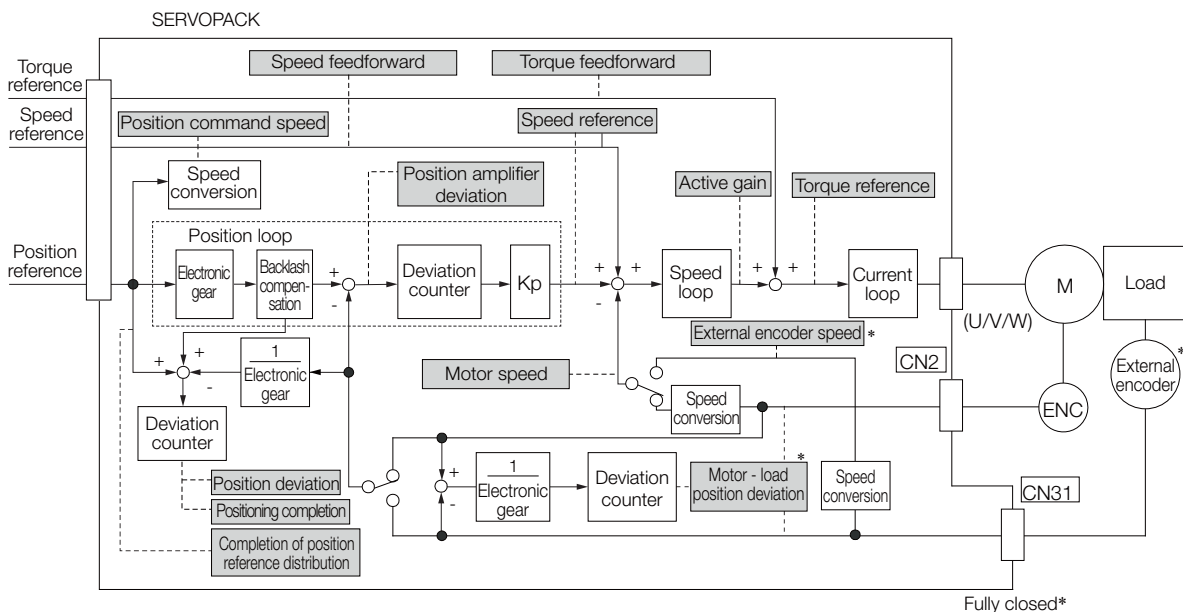 SERVOPACK
Torque
reference
Speed feedforward
Torque feedforward
Speed
reference
Position command speed
Speed reference
Speed
conversion
Position amplifier
deviation
Active gain
Torque reference
Position loop
Position
reference
Electronic
gear
Backlash
compen-
sation
+
-
Deviation
counter
Kp
+
+
-
+
Speed
loop
+
+
Current
loop
M
Load
(U/V/W)
External encoder speed *
+
+
-
1
Electronic
gear
Motor speed
CN2
External
encoder
*
Speed
conversion
ENC
Deviation
counter
+
-
1
Electronic
gear
Deviation
counter
*
Motor - load
position deviation
Speed
conversion
CN31
Position deviation
Positioning completion
Completion of position
reference distribution
Fully closed*